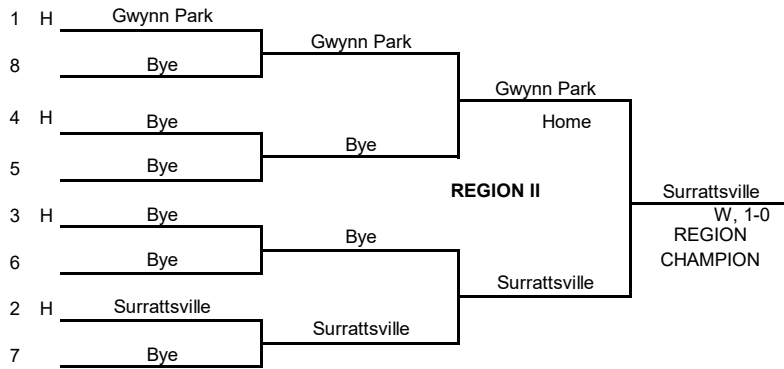 1 H Gwynn Park
Gwynn Park
8 Bye
Gwynn Park
4 H Bye
Home
Bye
5 Bye
REGION II
Surrattsville
W, 1-0
REGION
CHAMPION
3 H Bye
Bye
6 Bye
Surrattsville
2 H Surrattsville
Surrattsville
7 Bye